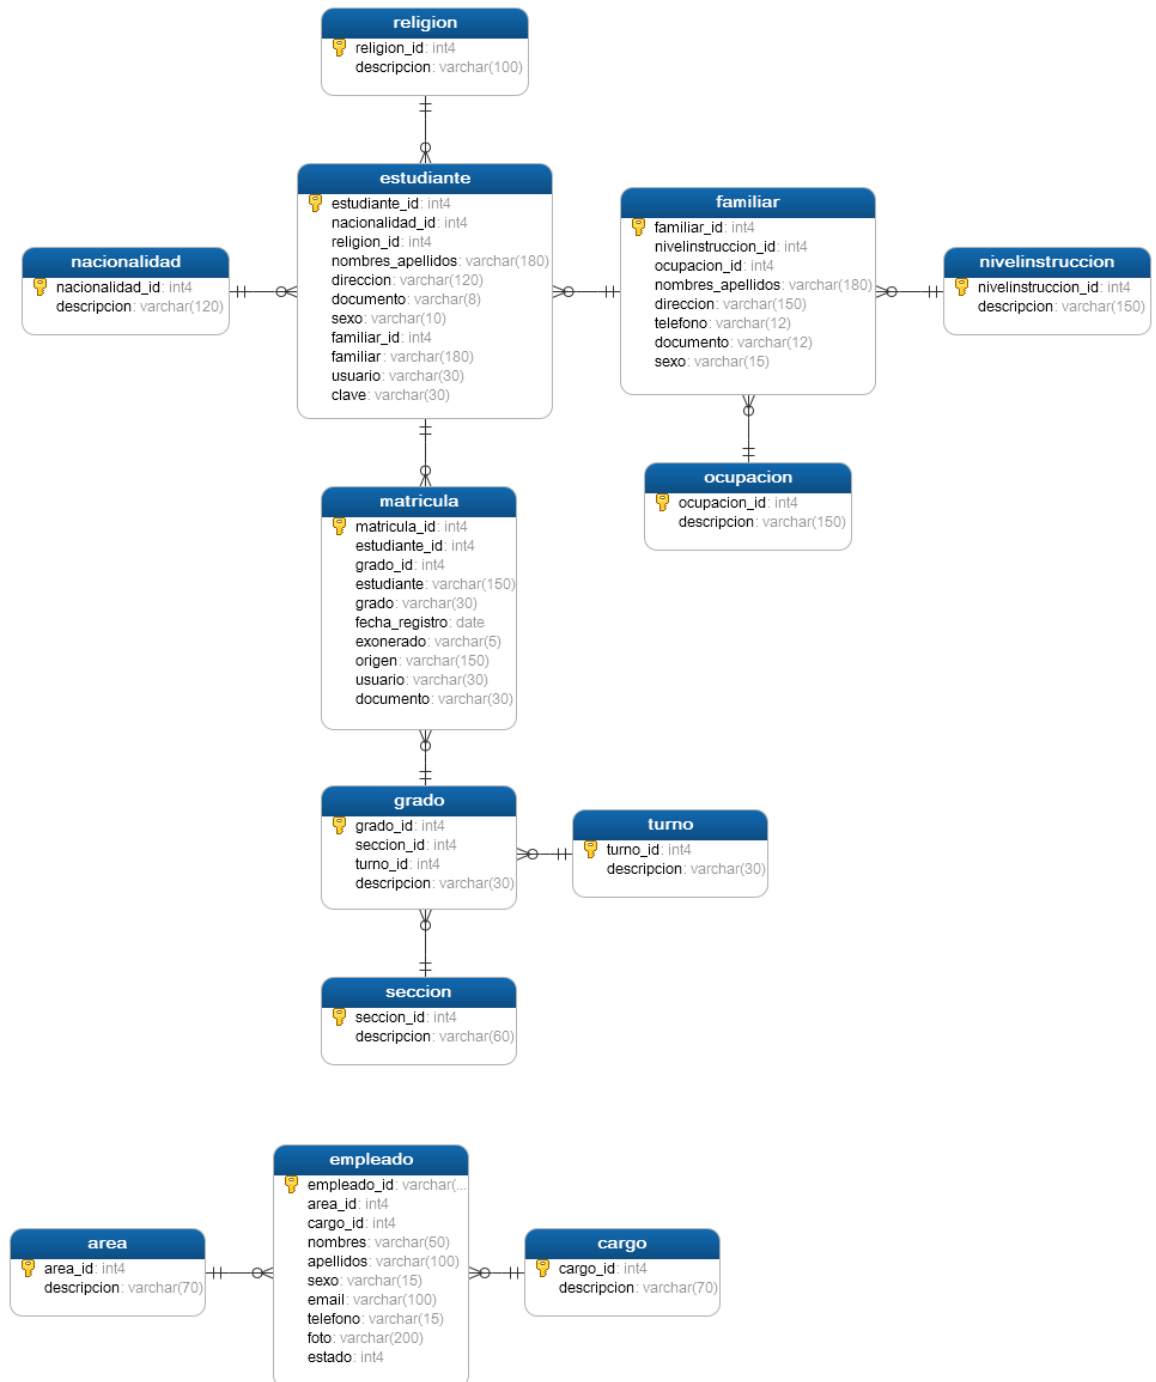 religion
religion_id: int4
descripcion: varchar(100)
estudiante
estudiante_id: int4
nacionalidad_id: int4
religion_id: int4
nombres_apellidos: varchar(180)
direccion: varchar(120)
documento: varchar(8)
sexo: varchar(10)
familiar_id: int4
familiar: varchar(180)
usuario: varchar(30)
clave: varchar(30)
familiar
familiar_id: int4
nivelinstruccion_id: int4
ocupacion_id: int4
nombres_apellidos: varchar(180)
direccion: varchar(150)
telefono: varchar(12)
documento: varchar(12)
sexo: varchar(15)
nacionalidad
nacionalidad_id: int4
descripcion: varchar(120)
nivelinstruccion
nivelinstruccion_id: int4
descripcion: varchar(150)
ocupacion
ocupacion_id: int4
descripcion: varchar(150)
matricula
matricula_id: int4
estudiante_id: int4
grado_id: int4
estudiante: varchar(150)
grado: varchar(30)
fecha_registro: date
exonerado: varchar(5)
origen: varchar(150)
usuario: varchar(30)
documento: varchar(30)
grado
grado_id: int4
seccion_id: int4
turno_id: int4
descripcion: varchar(30)
turno
turno_id: int4
descripcion: varchar(30)
seccion
seccion_id: int4
descripcion: varchar(60)
empleado
empleado_id: varchar(...
area_id: int4
cargo_id: int4
nombres: varchar(50)
apellidos: varchar(100)
sexo: varchar(15)
email: varchar(100)
telefono: varchar(15)
foto: varchar(200)
estado: int4
area
area_id: int4
descripcion: varchar(70)
cargo
cargo_id: int4
descripcion: varchar(70)